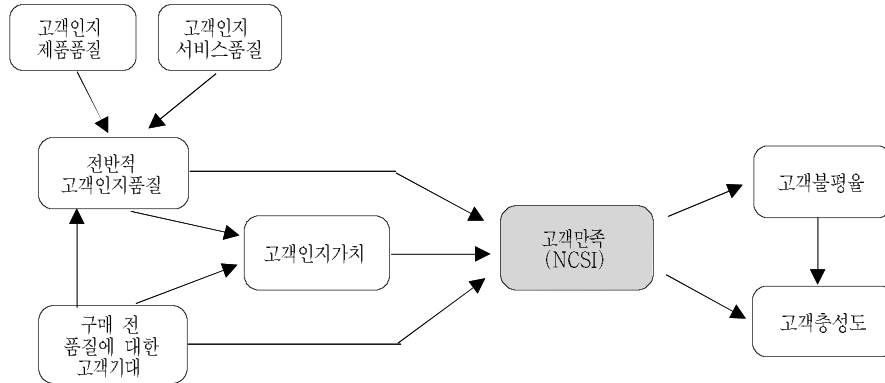 고객인지
제품품질
고객인지
서비스품질
전반적
고객인지품질
고객불평율
고객인지가치
고객만족
(NCSI)
구매 전
품질에 대한
고객기대
고객충성도